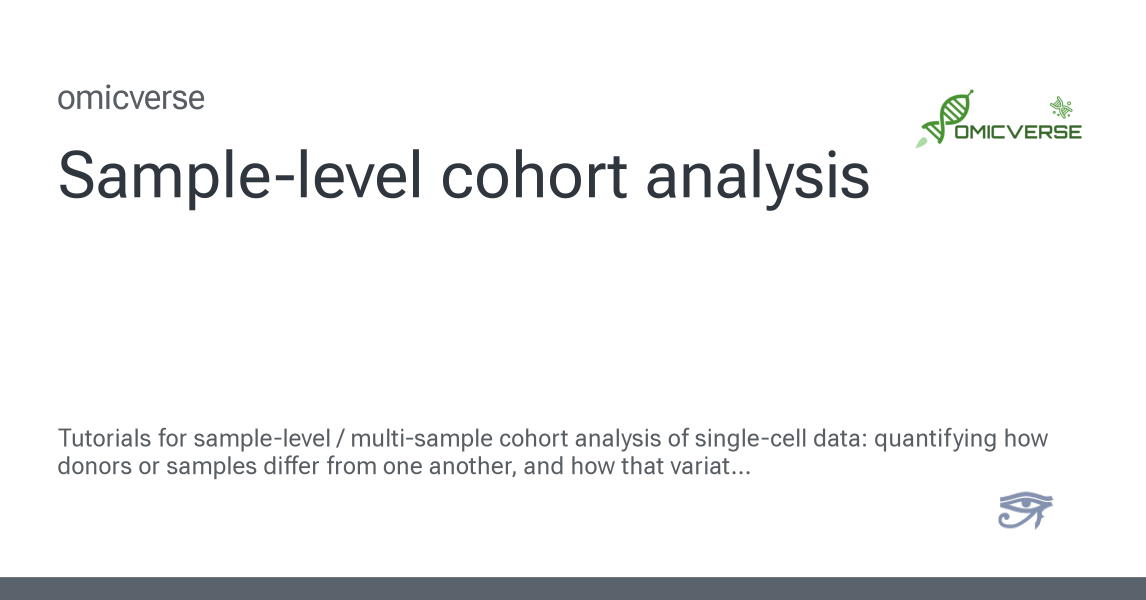 omicverse
OMICVERSE
Sample-level cohort analysis
Tutorials for sample-level / multi-sample cohort analysis of single-cell data: quantifying how
donors or samples differ from one another, and how that variat...